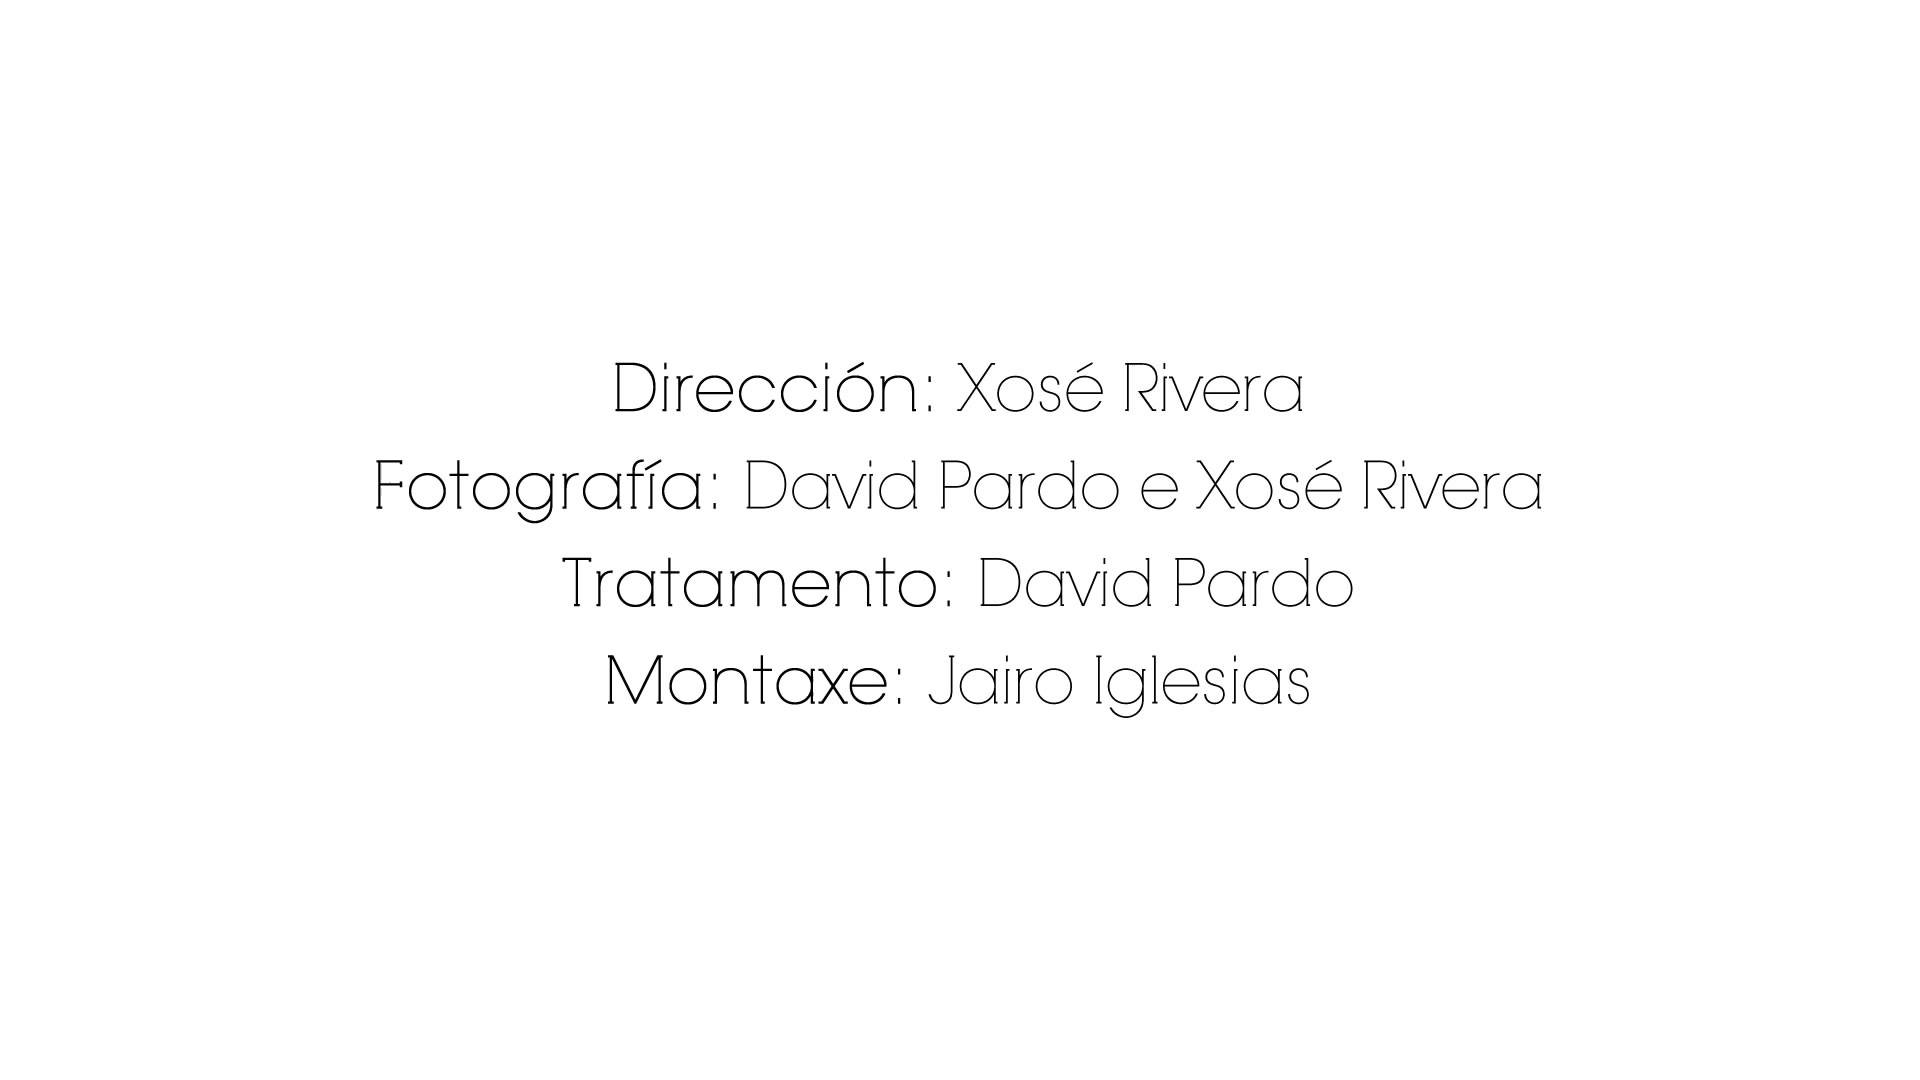 Dirección: Xosé Rivera
Fotografía: David Pardo e Xosé Rivera
Tratamento: David Pardo
Montaxe: Jairo Iglesias